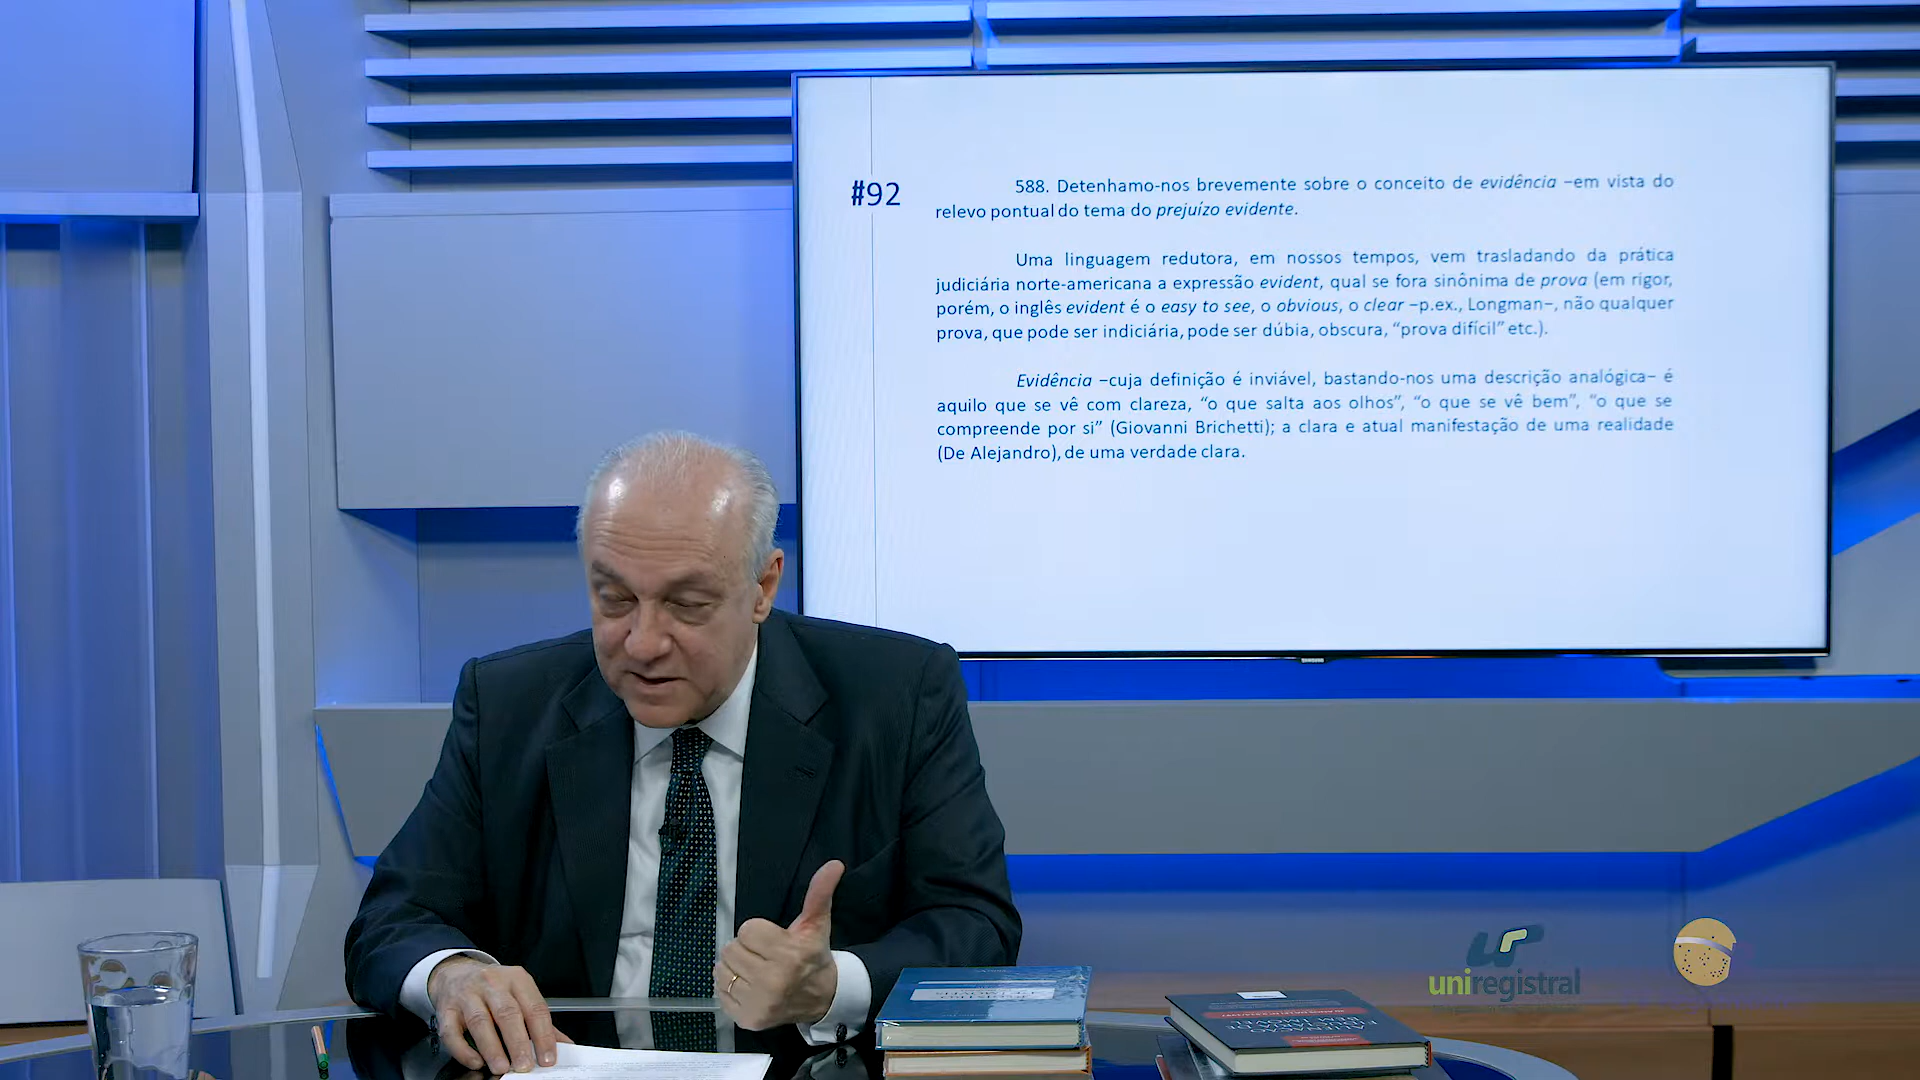 #92
588. Detenhamo-nos brevemente sobre o conceito de evidência –em vista do
relevo pontual do tema do prejuízo evidente.
Uma linguagem redutora, em nossos tempos, vem trasladando da prática
judiciária norte-americana a expressão evident, qual se fora sinônima de prova (em rigor,
porém, o inglês evident é o easy to see, o obvious, o clear –p.ex., Longman–, não qualquer
prova, que pode ser indiciária, pode ser dúbia, obscura, “prova difícil” etc.).
Evidência –cuja definição é inviável, bastando-nos uma descrição analógica– é
aquilo que se vê com clareza, “o que salta aos olhos”, “o que se vê bem”, “o que se
compreende por si” (Giovanni Brichetti); a clara e atual manifestação de uma realidade
(De Alejandro), de uma verdade clara.
SAMSUNG
uniregistral